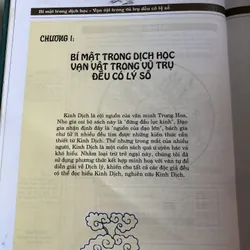 Bí mật trong dịch học - Vạn vật trong vũ trụ đều có lý số
CHƯƠNG I:
BÍ MẬT TRONG DỊCH HỌC
VẠN VẬT TRONG VŨ TRỤ
ĐỀU CÓ LÝ SỐ
Kinh Dịch là cội nguồn của văn minh Trung Hoa.
Nho gia coi bộ sách này là "đứng đầu lục kinh". Đạo
gia nhận định đây là "nguồn của đạo lớn", bách gia
chư tử ít nhiều đều tìm được những kiến thức cần
thiết từ Kinh Dịch. Thế nhưng trong mắt của nhiều
người, Kinh Dịch là một cuốn sách quá bí hiểm và
khó hiểu. Nhằm loại trừ trở ngại này, chúng tôi đã sử
dụng phương thức kết hợp minh hoạ với văn tự để
diễn giải về Dịch lý, khiến cho tất cả các độc giả đều
có thể đọc hiểu Kinh Dịch, nghiên cứu Kinh Dịch.